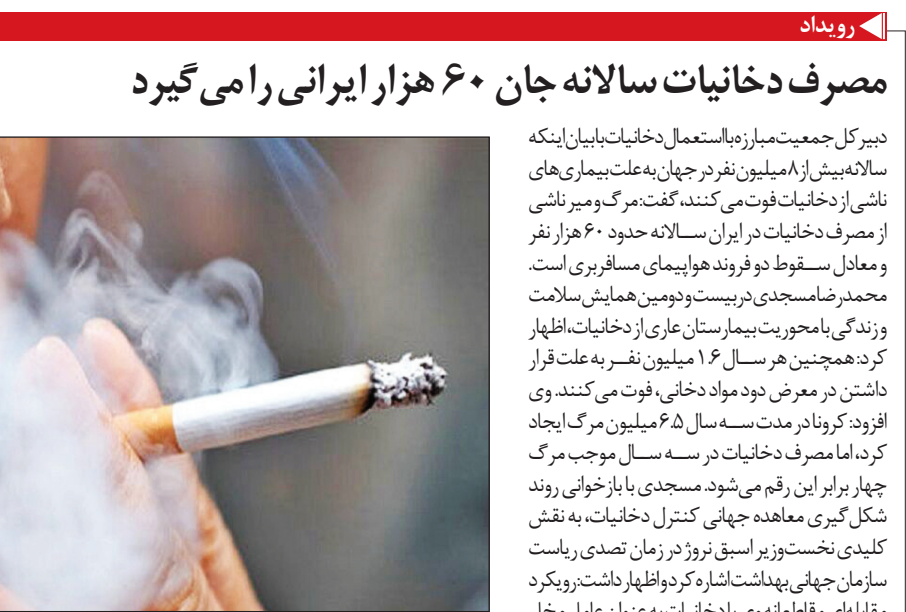 رویداد
مصرف دخانیات سالانه جان ۶۰ هزار ایرانی را می گیرد
دبیر کل جمعیت مبارزه با استعمال دخانیات با بیان اینکه
سالانه بیش از ۸ میلیون نفر در جهان به علت بیماری‌های
ناشی از دخانیات فوت می کنند، گفت: مرگ و میر ناشی
از مصرف دخانیات در ایران ســالانه حدود ۶۰ هزار نفر
و معادل ســقوط دو فروند هواپیمای مسافربری است.
محمدرضا مسجدی در بیست و دومین همایش سلامت
و زندگی با محوریت بیمارستان عاری از دخانیات، اظهار
کرد: همچنین هر ســال ۱.۶ میلیون نفــر به علت قرار
داشتن در معرض دود مواد دخانی، فوت می کنند. وی
افزود: کرونا در مدت ســه سال ۶.۵ میلیون مرگ ایجاد
کرد، اما مصرف دخانیات در ســه ســال موجب مرگ
چهار برابر این رقم می‌شود. مسجدی با بازخوانی روند
شکل گیری معاهده جهانی کنترل دخانیات، به نقش
کلیدی نخست‌وزیر اسبق نروژ در زمان تصدی ریاست
سازمان جهانی بهداشت اشاره کرد و اظهار داشت: رویکرد